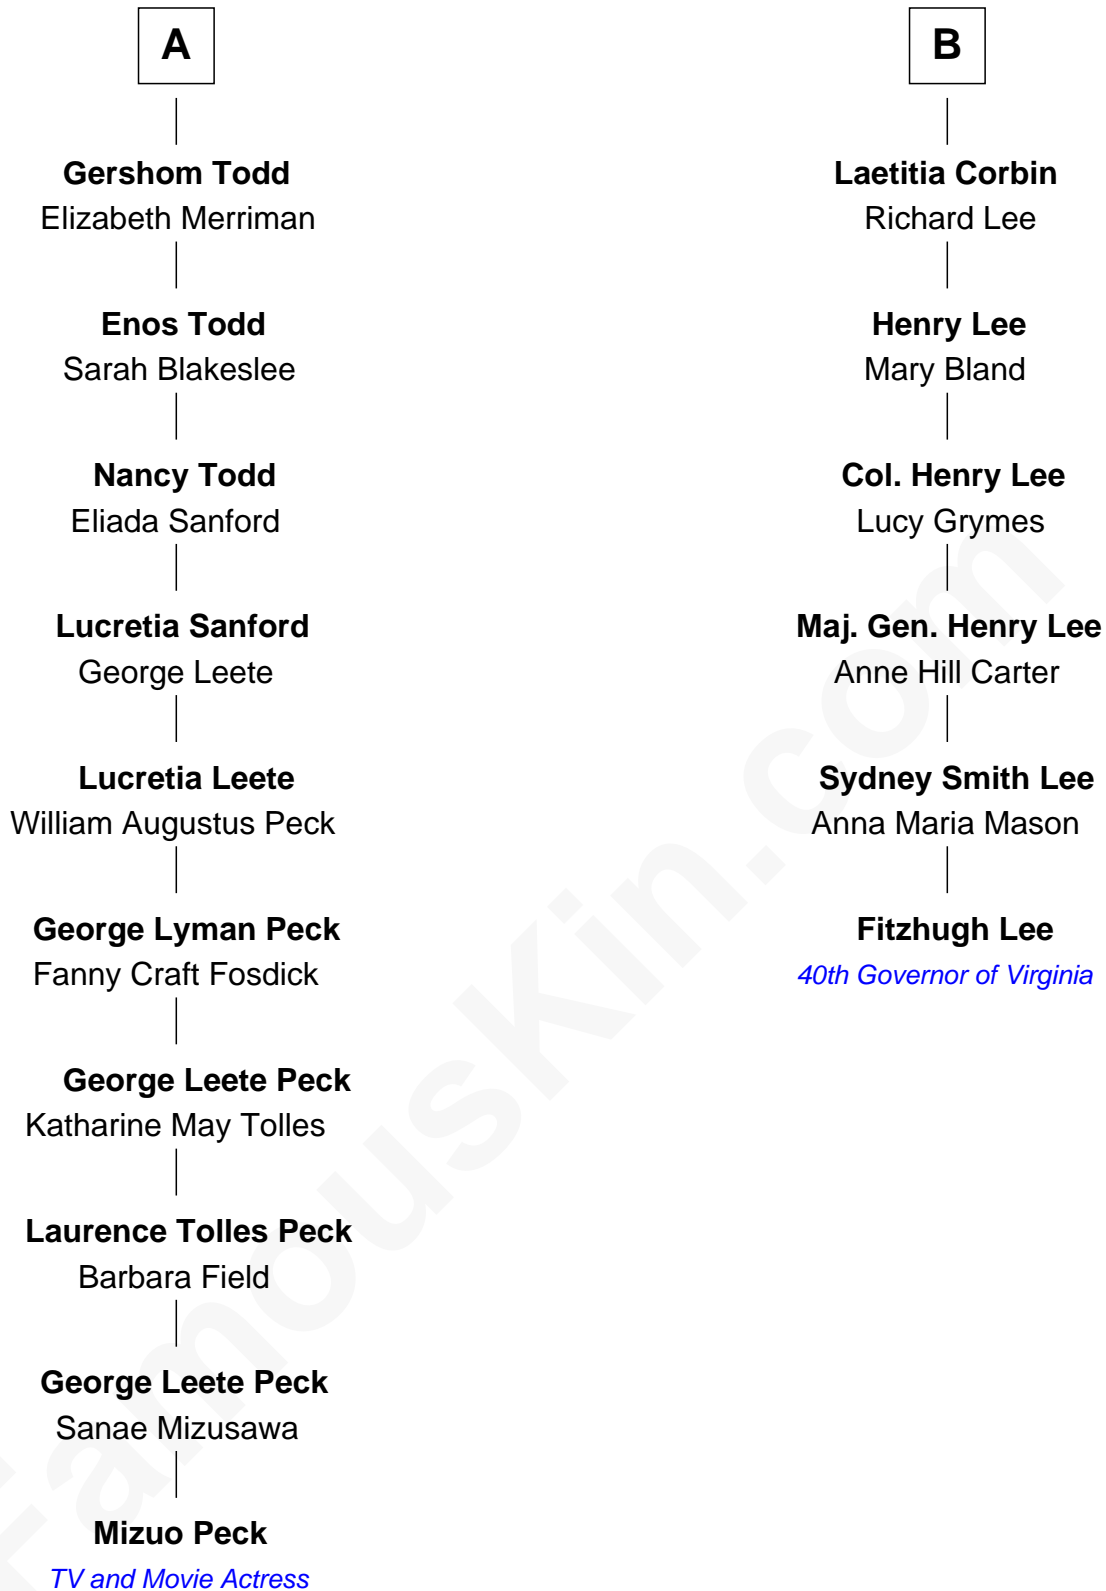 A
Gershom Todd
Elizabeth Merriman
Enos Todd
Sarah Blakeslee
Nancy Todd
Eliada Sanford
Lucretia Sanford
George Leete
Lucretia Leete
William Augustus Peck
George Lyman Peck
Fanny Craft Fosdick
George Leete Peck
Katharine May Tolles
Laurence Tolles Peck
Barbara Field
George Leete Peck
Sanae Mizusawa
Mizuo Peck
TV and Movie Actress
B
Laetitia Corbin
Richard Lee
Henry Lee
Mary Bland
Col. Henry Lee
Lucy Grymes
Maj. Gen. Henry Lee
Anne Hill Carter
Sydney Smith Lee
Anna Maria Mason
Fitzhugh Lee
40th Governor of Virginia
FamousKin.com